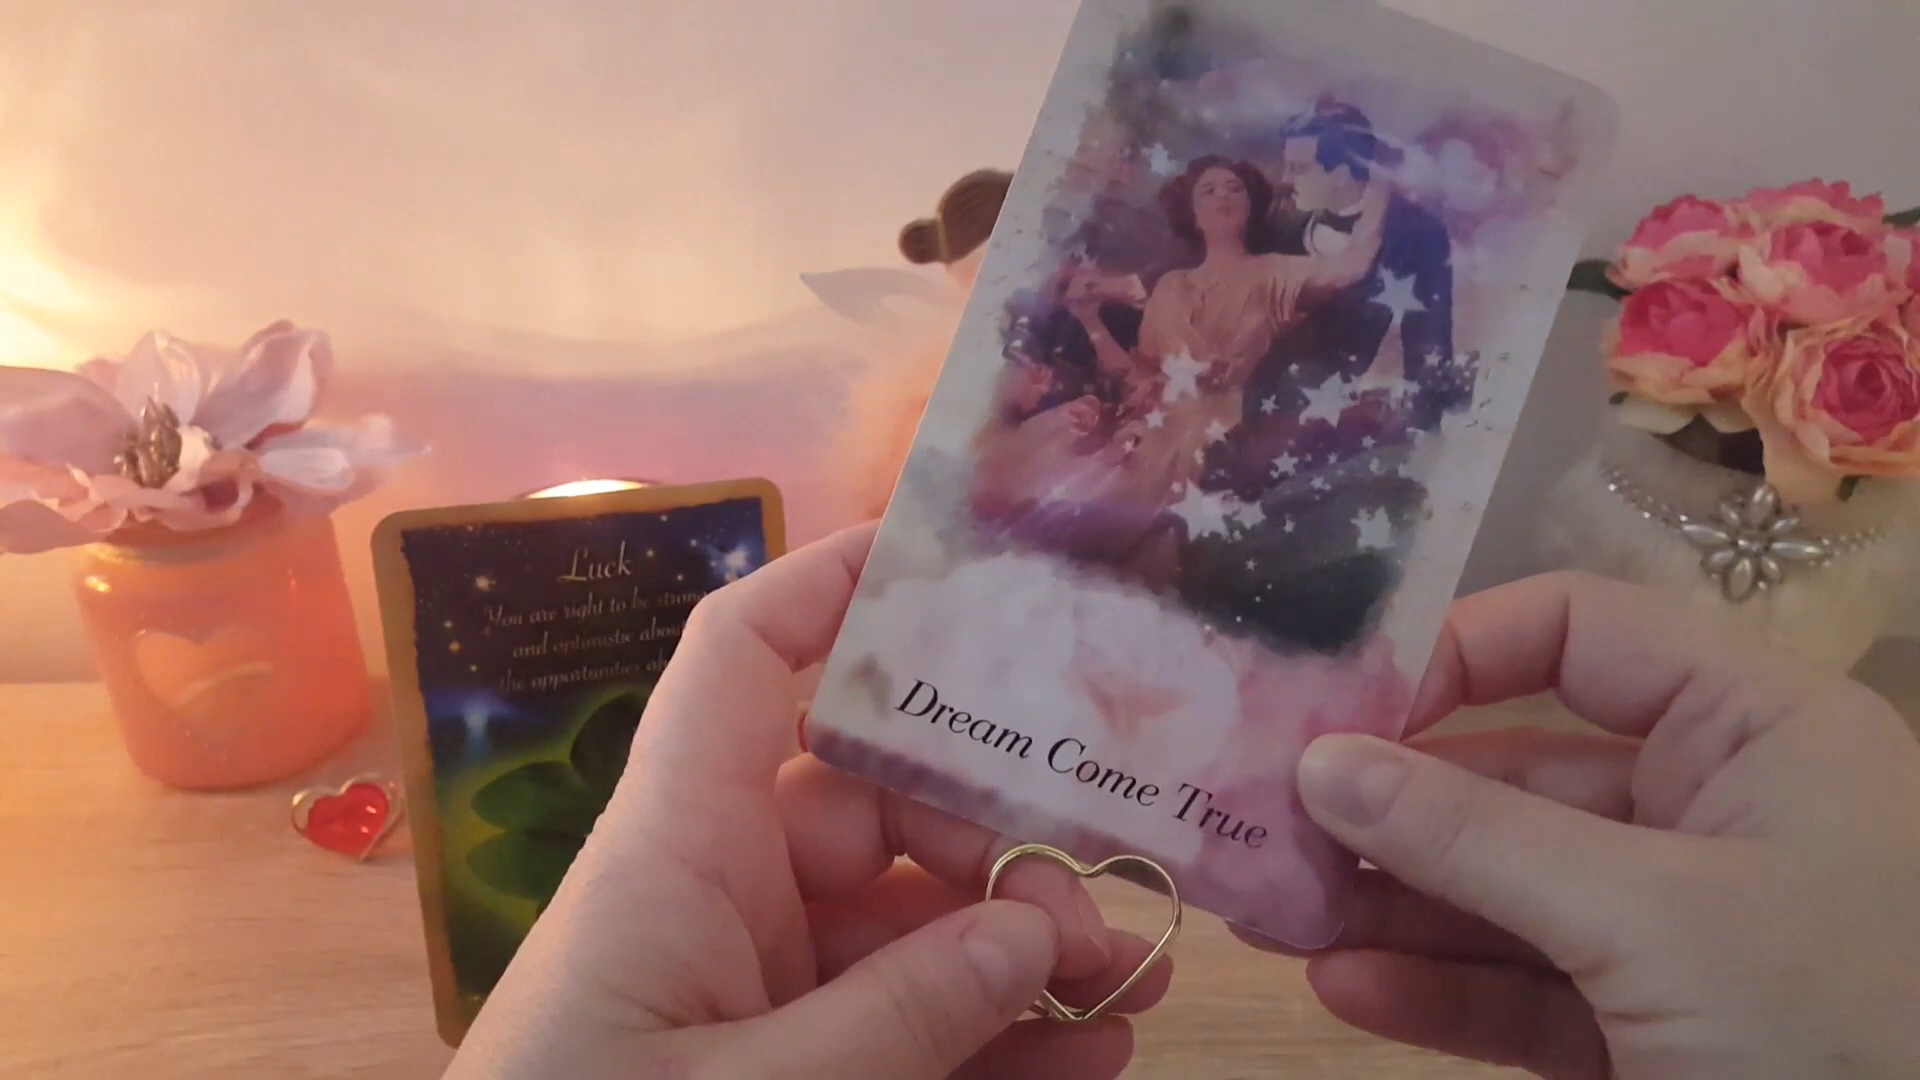 Luck
You are right to be strong
and optimistic about
the opportunities
Dream Come True